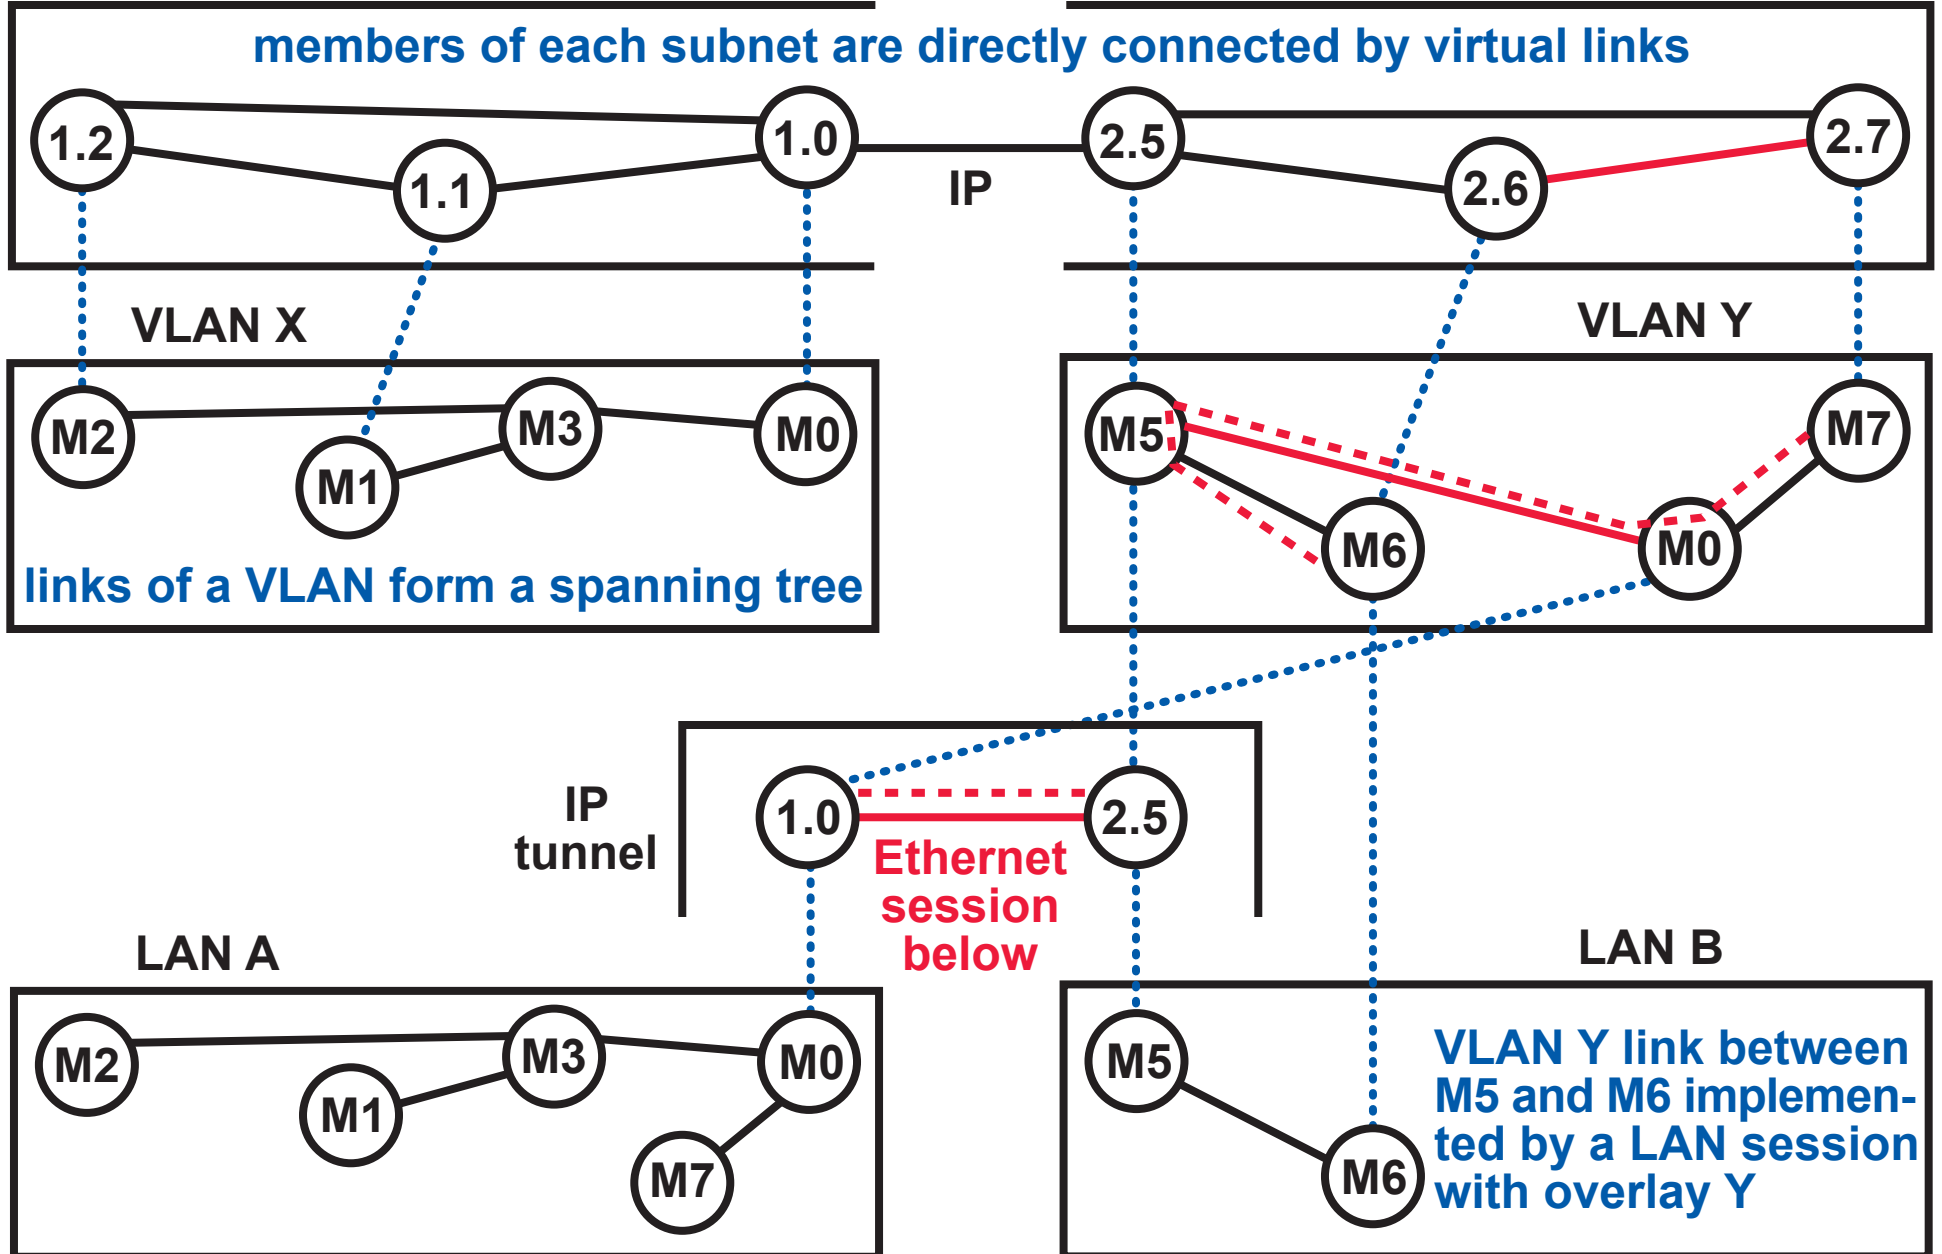 members of each subnet are directly connected by virtual links
1.2
1.1
1.0
IP
2.5
2.6
2.7
VLAN X
VLAN Y
M2
M1
M3
M0
M5
M6
M0
M7
links of a VLAN form a spanning tree
IP
tunnel
1.0
2.5
Ethernet
session
below
LAN A
LAN B
M2
M1
M3
M0
M7
M5
M6
VLAN Y link between
M5 and M6 implemen-
ted by a LAN session
with overlay Y